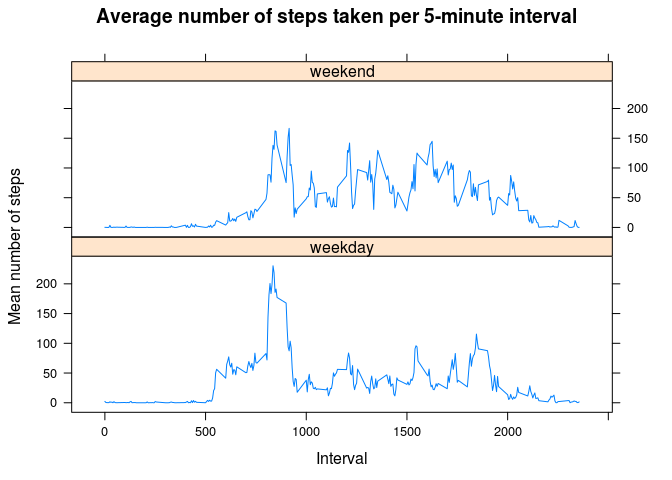 Average number of steps taken per 5-minute interval
weekend
200
150
100
50
0
weekday
200
150
100
50
0
Mean number of steps
0 500 1000 1500 2000
Interval